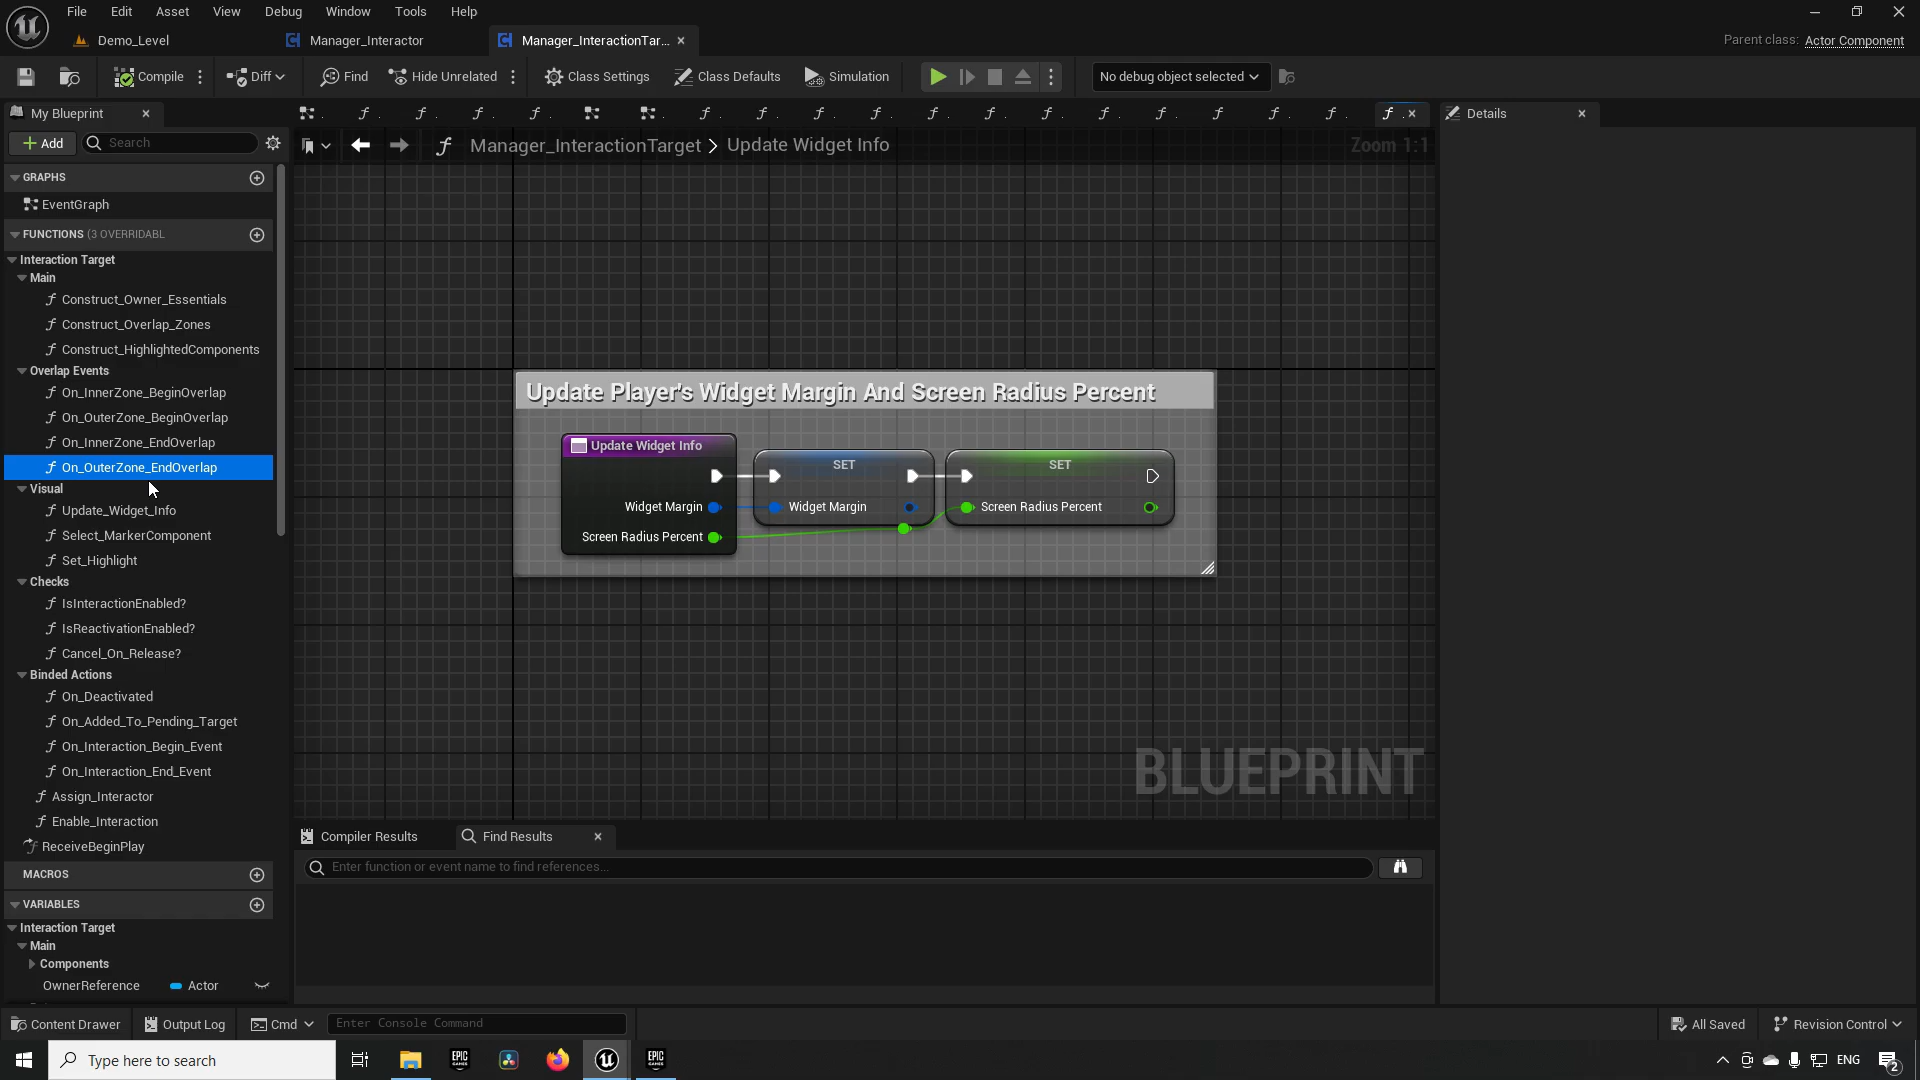 File Edit Asset View Debug Window Tools Help
Demo_Level
Manager_Interactor
Manager_InteractionTar...
Parent class: Actor Component
Compile
Diff
Find
Hide Unrelated
Class Settings
Class Defaults
Simulation
No debug object selected
My Blueprint
Details
Add
Search
Manager_InteractionTarget > Update Widget Info
Zoom 1:1
GRAPHS
EventGraph
FUNCTIONS (3 OVERRIDABL
Interaction Target
Main
Construct_Owner_Essentials
Construct_Overlap_Zones
Construct_HighlightedComponents
Overlap Events
On_InnerZone_BeginOverlap
On_OuterZone_BeginOverlap
On_InnerZone_EndOverlap
On_OuterZone_EndOverlap
Visual
Update_Widget_Info
Select_MarkerComponent
Set_Highlight
Checks
IsInteractionEnabled?
IsReactivationEnabled?
Cancel_On_Release?
Binded Actions
On_Deactivated
On_Added_To_Pending_Target
On_Interaction_Begin_Event
On_Interaction_End_Event
Assign_Interactor
Enable_Interaction
ReceiveBeginPlay
MACROS
VARIABLES
Interaction Target
Main
Components
OwnerReference Actor
Update Player's Widget Margin And Screen Radius Percent
Update Widget Info
Widget Margin
Screen Radius Percent
SET
Widget Margin
SET
Screen Radius Percent
BLUEPRINT
Compiler Results
Find Results
Enter function or event name to find references...
Content Drawer
Output Log
Cmd
Enter Console Command
All Saved
Revision Control
Type here to search
EPIC GAMES
EPIC GAMES
ENG
2